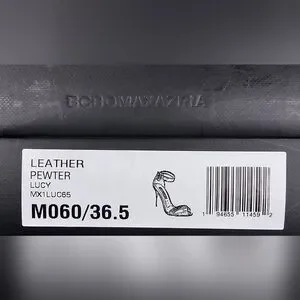 BCBGMAXAZRIA
LEATHER
PEWTER
LUCY
MX1LUC65
M060/36.5
1 94655 11459 2